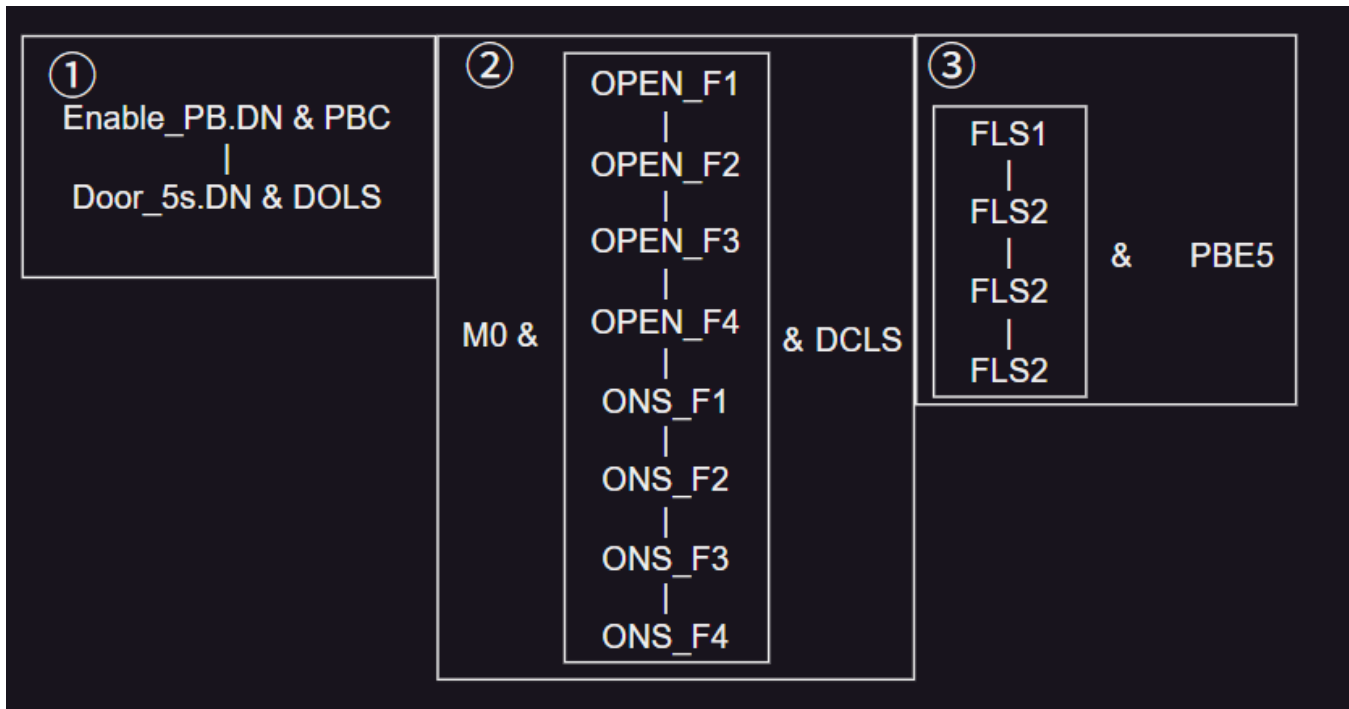 ①
Enable_PB.DN & PBC
|
Door_5s.DN & DOLS
②
M0 &
OPEN_F1
|
OPEN_F2
|
OPEN_F3
|
OPEN_F4
|
ONS_F1
|
ONS_F2
|
ONS_F3
|
ONS_F4
& DCLS
③
FLS1
|
FLS2
|
FLS2
|
FLS2
& PBE5